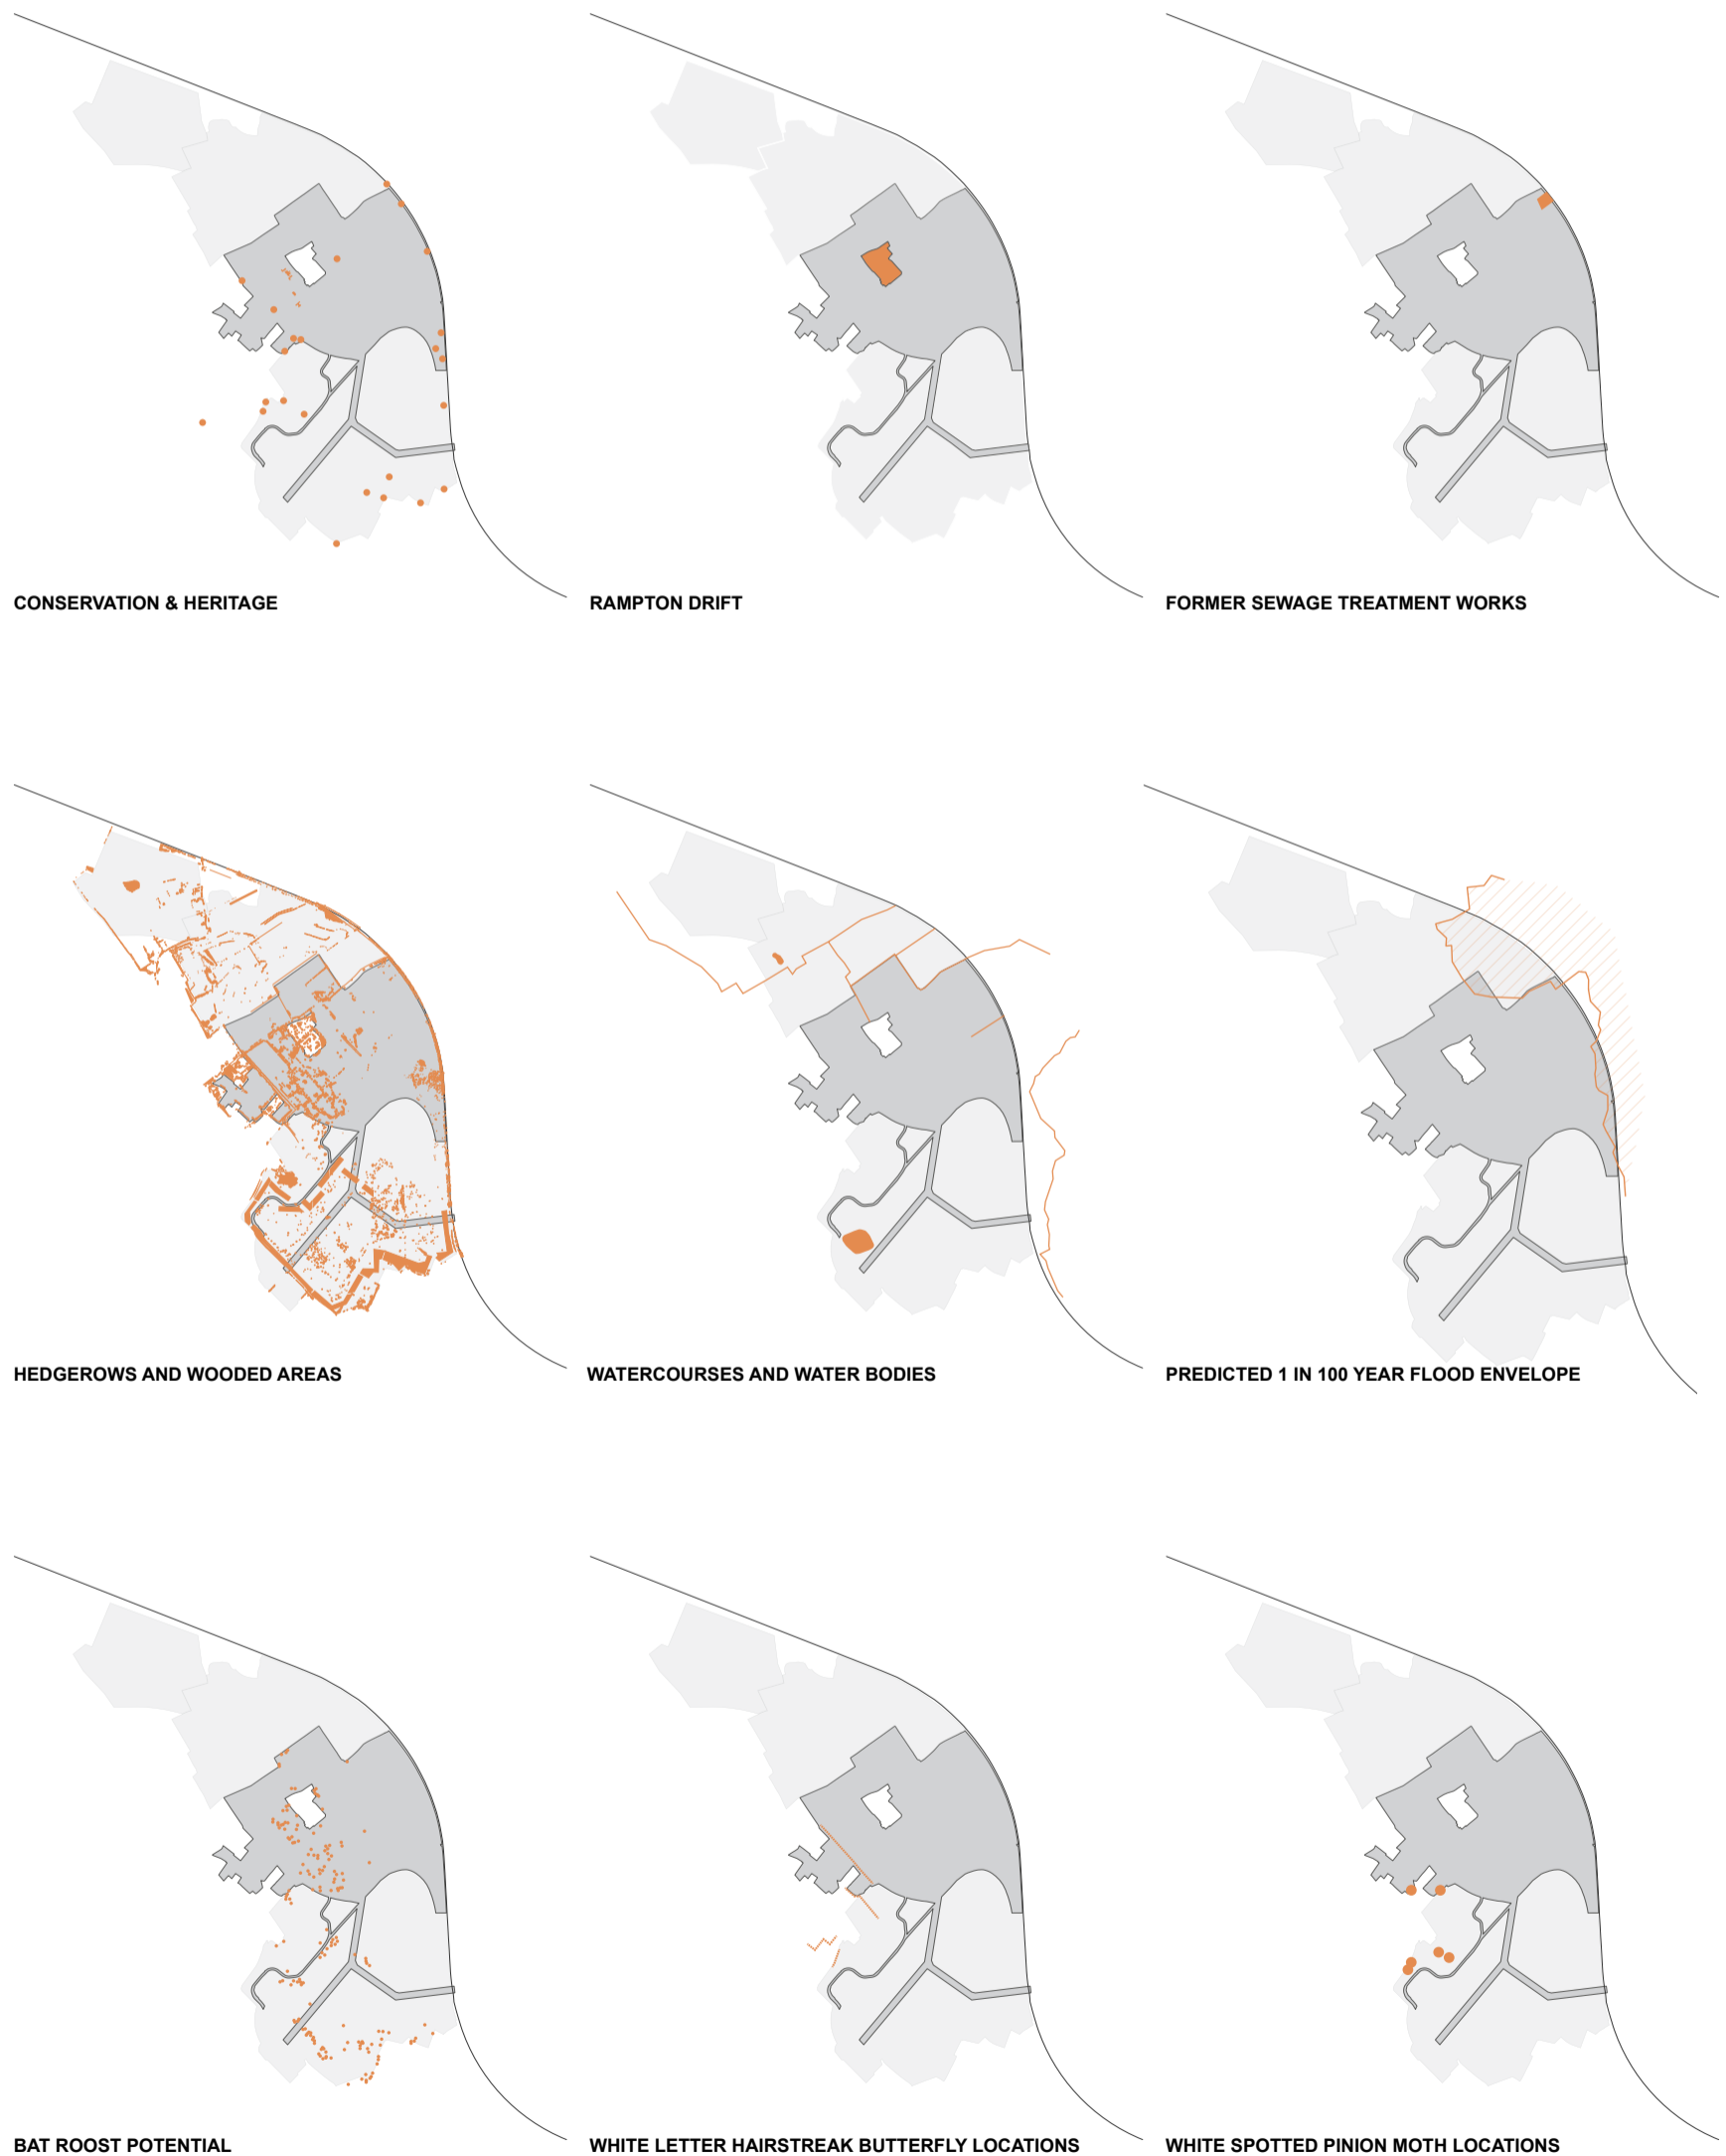 CONSERVATION & HERITAGE
RAMPTON DRIFT
FORMER SEWAGE TREATMENT WORKS
HEDGEROWS AND WOODED AREAS
WATERCOURSES AND WATER BODIES
PREDICTED 1 IN 100 YEAR FLOOD ENVELOPE
BAT ROOST POTENTIAL
WHITE LETTER HAIRSTREAK BUTTERFLY LOCATIONS
WHITE SPOTTED PINION MOTH LOCATIONS